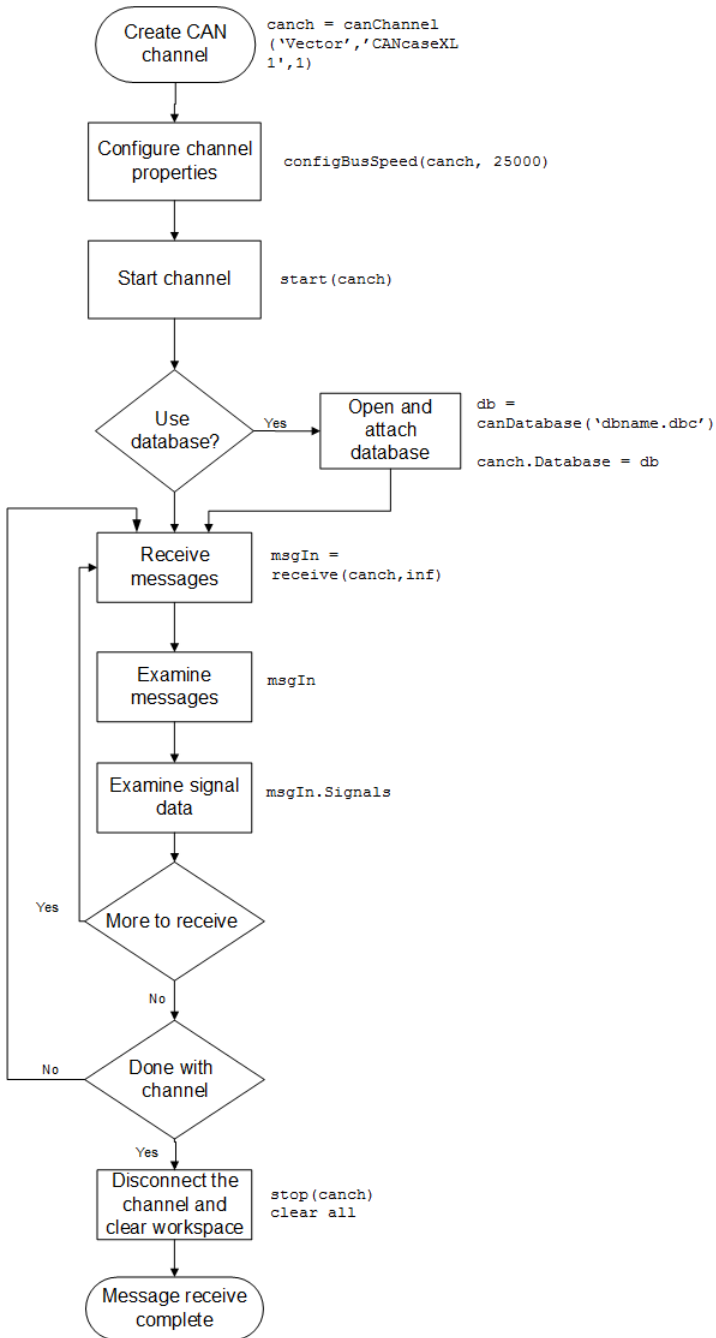 Create CAN
channel
canch = canChannel
(‘Vector’,’CANcaseXL
1',1)
Configure channel
properties
configBusSpeed(canch, 25000)
Start channel
start(canch)
Use
database?
Yes
Open and
attach
database
db =
canDatabase(‘dbname.dbc’)
canch.Database = db
Receive
messages
msgIn =
receive(canch,inf)
Examine
messages
msgIn
Examine signal
data
msgIn.Signals
Yes
More to receive
No
No
Done with
channel
Yes
Disconnect the
channel and
clear workspace
stop(canch)
clear all
Message receive
complete